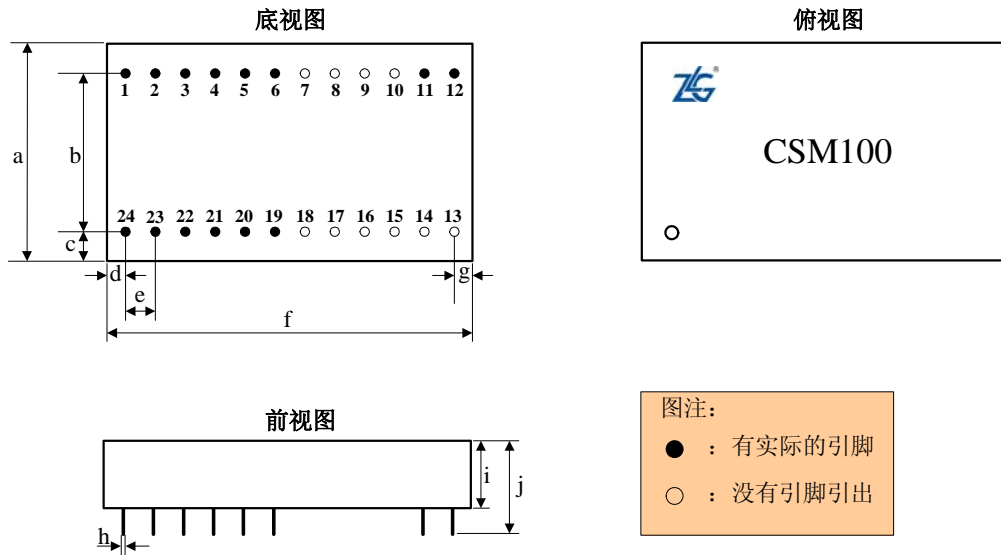 底视图
俯视图
1 2 3 4 5 6 7 8 9 10 11 12
24 23 22 21 20 19 18 17 16 15 14 13
a
b
c
d
e
f
g
ZLG®
CSM100
前视图
h
i
j
图注：
● ：有实际的引脚
○ ：没有引脚引出